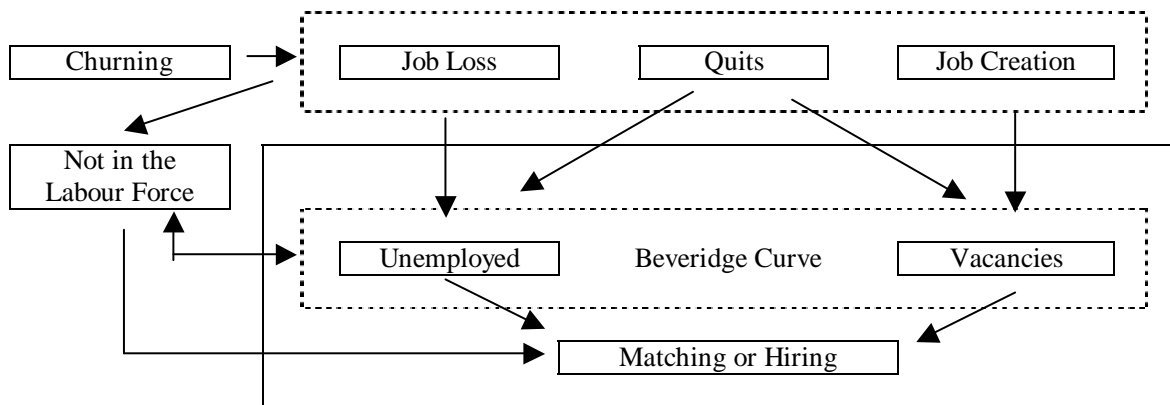 Churning
Job Loss
Quits
Job Creation
Not in the
Labour Force
Unemployed
Beveridge Curve
Vacancies
Matching or Hiring